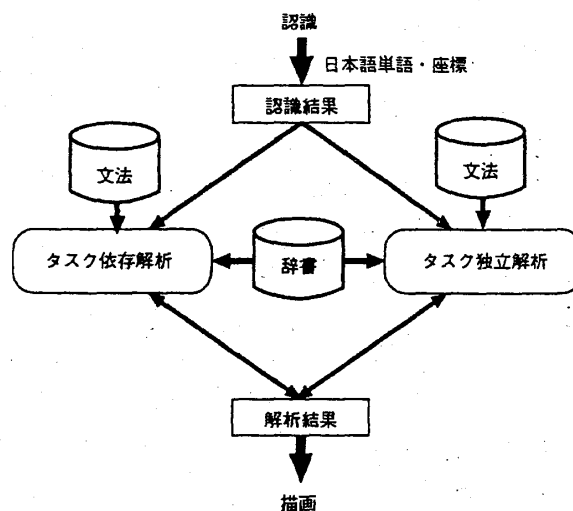 認識
日本語単語・座標
認識結果
文法
文法
タスク依存解析
辞書
タスク独立解析
解析結果
描画